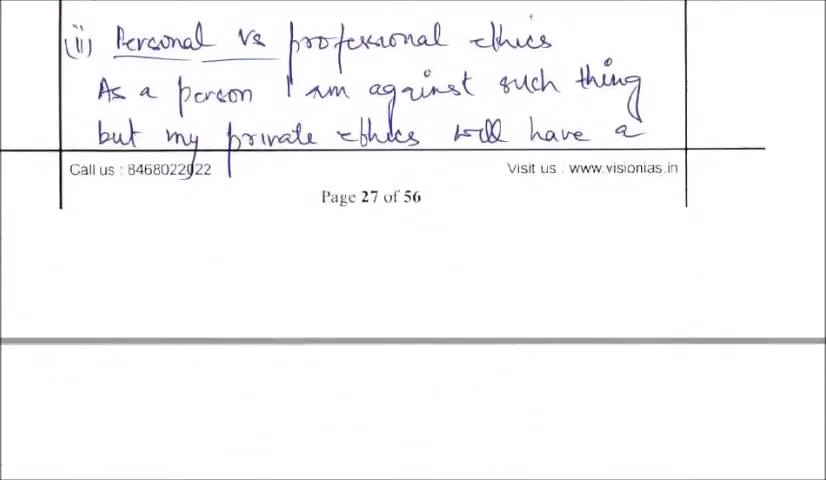 (ii) Personal vs professional ethics
As a person I am against such thing
but my private ethics will have a
Call us : 8468022022 Visit us : www.visionias.in
Page 27 of 56